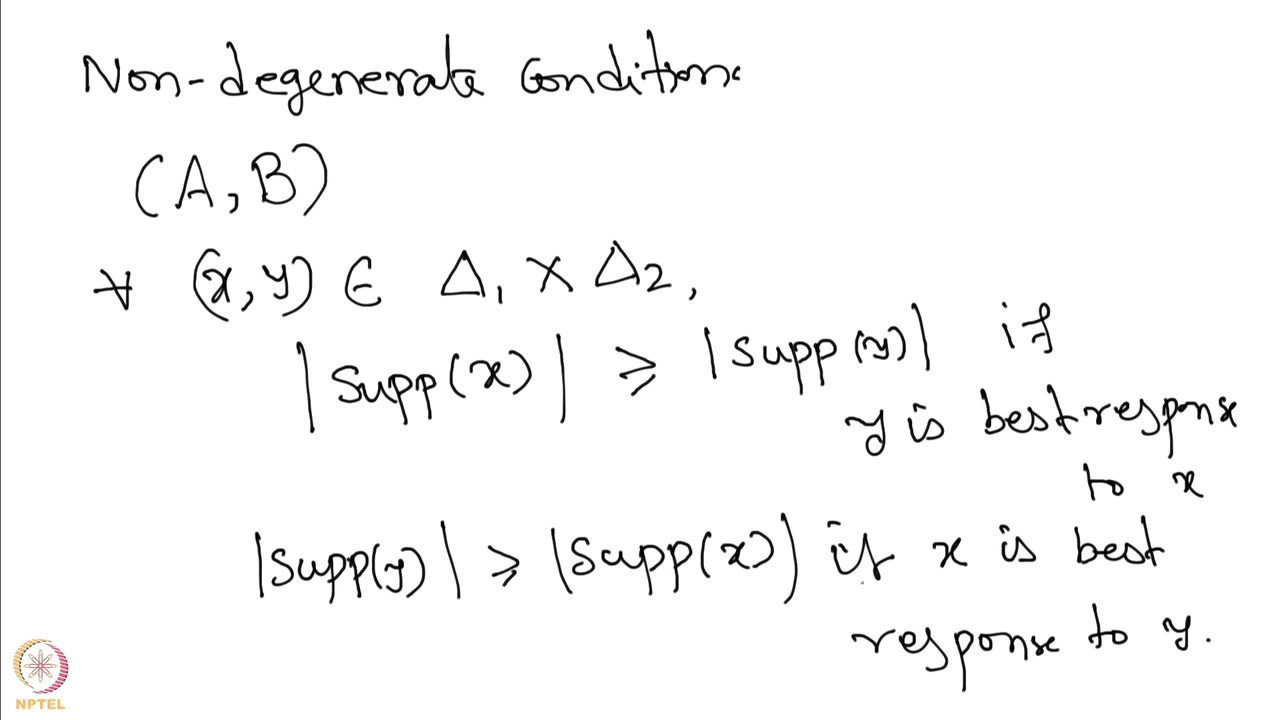 Non-degenerate Condition:
(A, B)
∀ (x, y) ∈ Δ₁ × Δ₂,
|Supp(x)| ≥ |Supp(y)| if
y is best response
to x
|Supp(y)| ≥ |Supp(x)| if x is best
response to y.
NPTEL